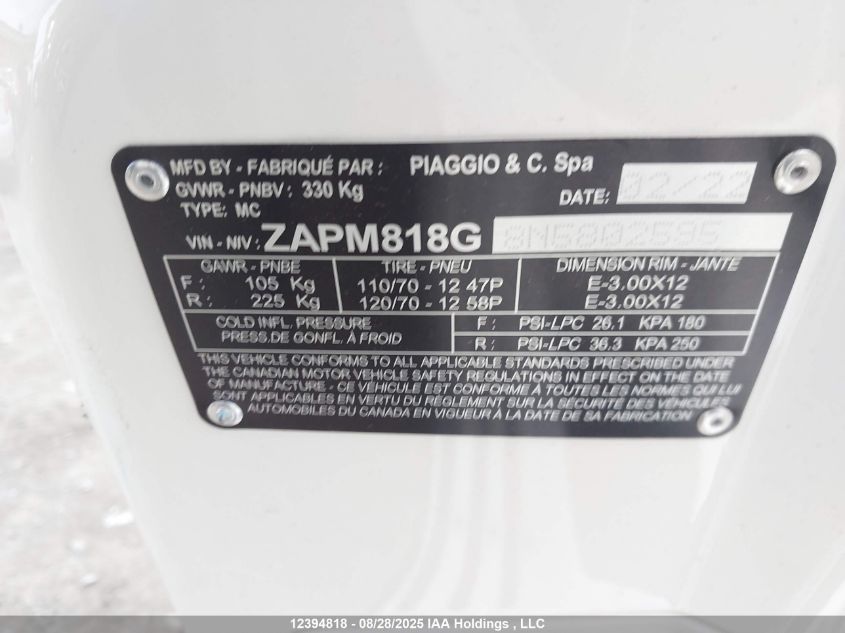 MFD BY - FABRIQUÉ PAR : PIAGGIO & C. Spa
GVWR - PNBV : 330 Kg DATE: 02/22
TYPE: MC
VIN - NIV : ZAPM818G 8N5802595
GAWR - PNBE TIRE - PNEU DIMENSION RIM - JANTE
F : 105 Kg 110/70 - 12 47P E-3.00X12
R : 225 Kg 120/70 - 12 58P E-3.00X12
COLD INFL. PRESSURE F : PSI-LPC 26.1 KPA 180
PRESS.DE GONFL. À FROID R : PSI-LPC 36.3 KPA 250
THIS VEHICLE CONFORMS TO ALL APPLICABLE STANDARDS PRESCRIBED UNDER
THE CANADIAN MOTOR VEHICLE SAFETY REGULATIONS IN EFFECT ON THE DATE
OF MANUFACTURE - CE VÉHICULE EST CONFORME À TOUTES LES NORMES QUI LUI
SONT APPLICABLES EN VERTU DU RÈGLEMENT SUR LA SÉCURITÉ DES VÉHICULES
AUTOMOBILES DU CANADA EN VIGUEUR À LA DATE DE SA FABRICATION
12394818 - 08/28/2025 IAA Holdings , LLC